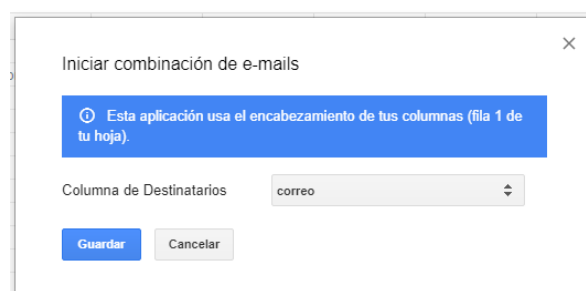 Iniciar combinación de e-mails
Esta aplicación usa el encabezamiento de tus columnas (fila 1 de
tu hoja).
Columna de Destinatarios correo
Guardar Cancelar